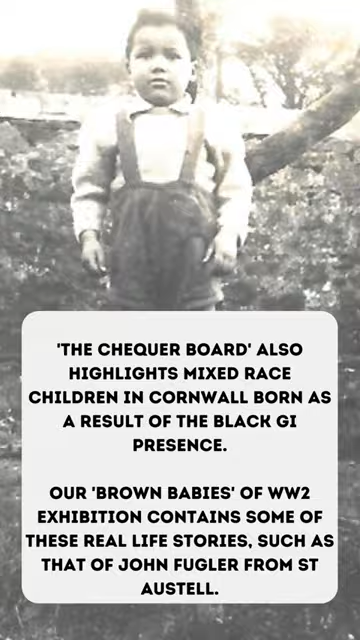 'THE CHEQUER BOARD' ALSO
HIGHLIGHTS MIXED RACE
CHILDREN IN CORNWALL BORN AS
A RESULT OF THE BLACK GI
PRESENCE.
OUR 'BROWN BABIES' OF WW2
EXHIBITION CONTAINS SOME OF
THESE REAL LIFE STORIES, SUCH AS
THAT OF JOHN FUGLER FROM ST
AUSTELL.